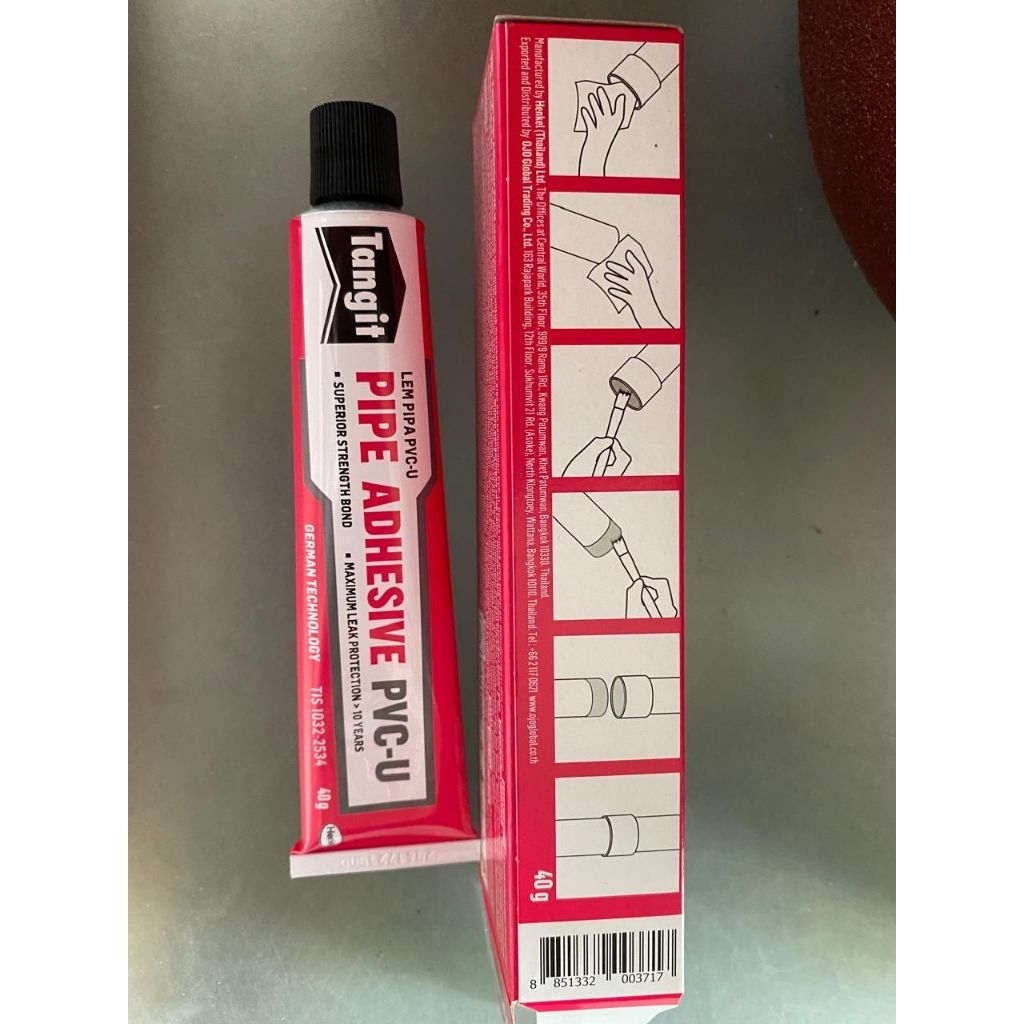 Tangit
LEM PIPA PVC-U
PIPE ADHESIVE PVC-U
▪ SUPERIOR STRENGTH BOND ▪ MAXIMUM LEAK PROTECTION > 10 YEARS
GERMAN TECHNOLOGY TIS 1032-2534 40 g
Manufactured by Henkel (Thailand) Ltd. The Offices at Central World, 35th Floor, 999/9 Rama 1Rd., Kwang Patumwan, Khet Patumwan, Bangkok 10330. Thailand
Exported and Distributed by OJO Global Trading Co., Ltd. 163 Rajapark Building, 12th Floor, Sukhumvit 21 Rd. (Asoke), North Klongtoey, Wattana, Bangkok 10110. Thailand. Tel : +66 2 117 0621 www.ojoglobal.co.th
40 g
8 851332 003717